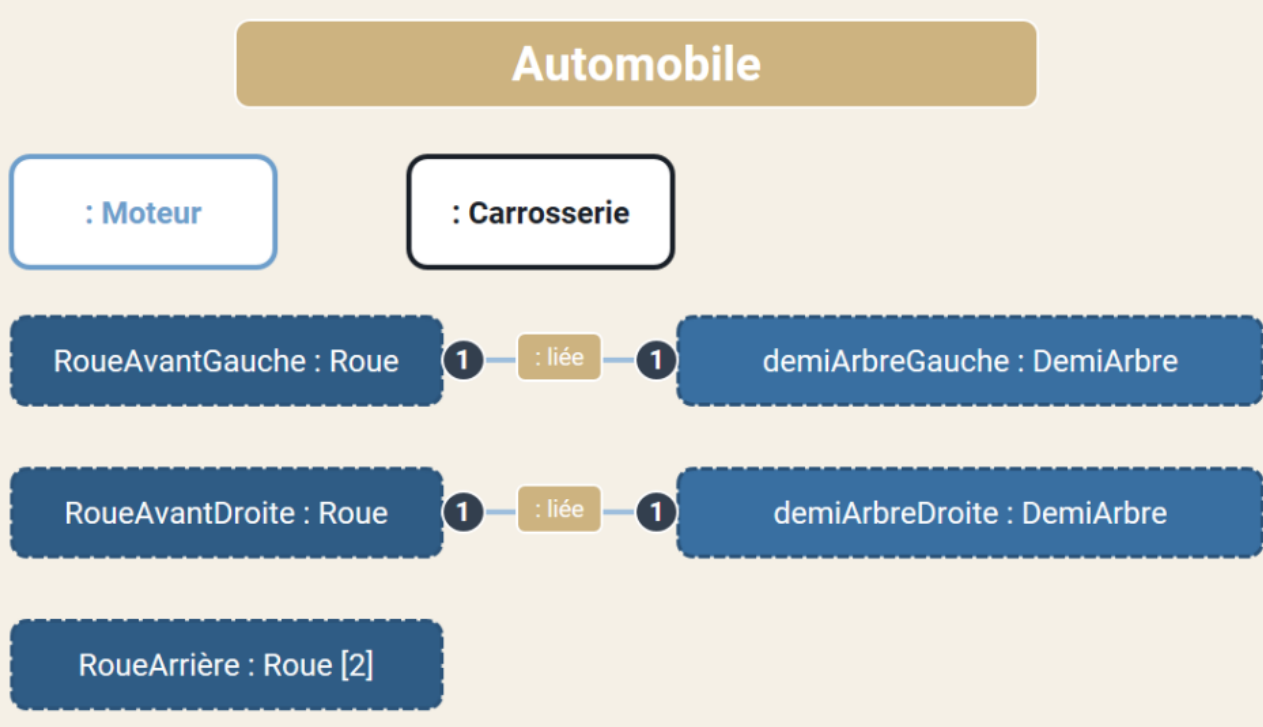 Automobile
: Moteur
: Carrosserie
RoueAvantGauche : Roue
1
: liée
1
demiArbreGauche : DemiArbre
RoueAvantDroite : Roue
1
: liée
1
demiArbreDroite : DemiArbre
RoueArrière : Roue [2]